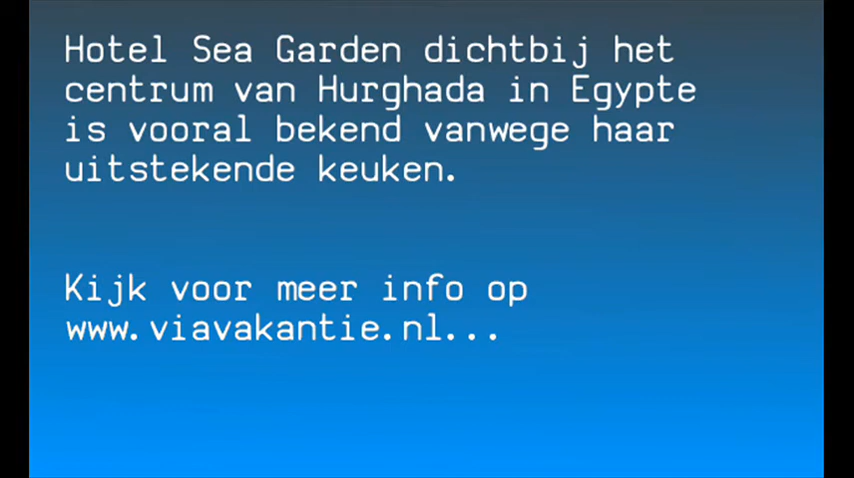 Hotel Sea Garden dichtbij het
centrum van Hurghada in Egypte
is vooral bekend vanwege haar
uitstekende keuken.
Kijk voor meer info op
www.viavakantie.nl...